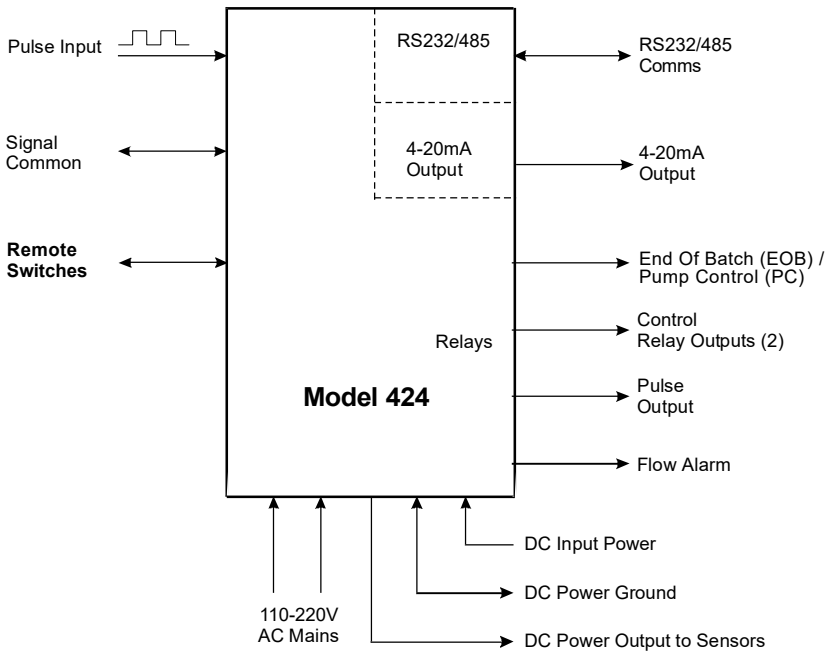 Pulse Input
Signal
Common
Remote
Switches
RS232/485
4-20mA
Output
Relays
Model 424
RS232/485
Comms
4-20mA
Output
End Of Batch (EOB) /
Pump Control (PC)
Control
Relay Outputs (2)
Pulse
Output
Flow Alarm
110-220V
AC Mains
DC Input Power
DC Power Ground
DC Power Output to Sensors